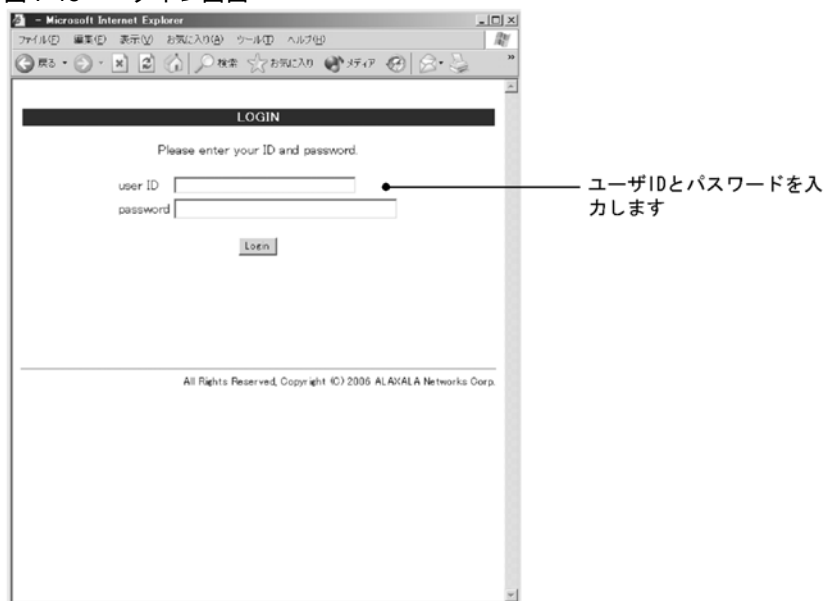 - Microsoft Internet Explorer
ファイル(F) 編集(E) 表示(V) お気に入り(A) ツール(T) ヘルプ(H)
戻る 検索 お気に入り メディア
LOGIN
Please enter your ID and password.
user ID
password
Login
ユーザIDとパスワードを入
力します
All Rights Reserved, Copyright (C) 2006 ALAXALA Networks Corp.